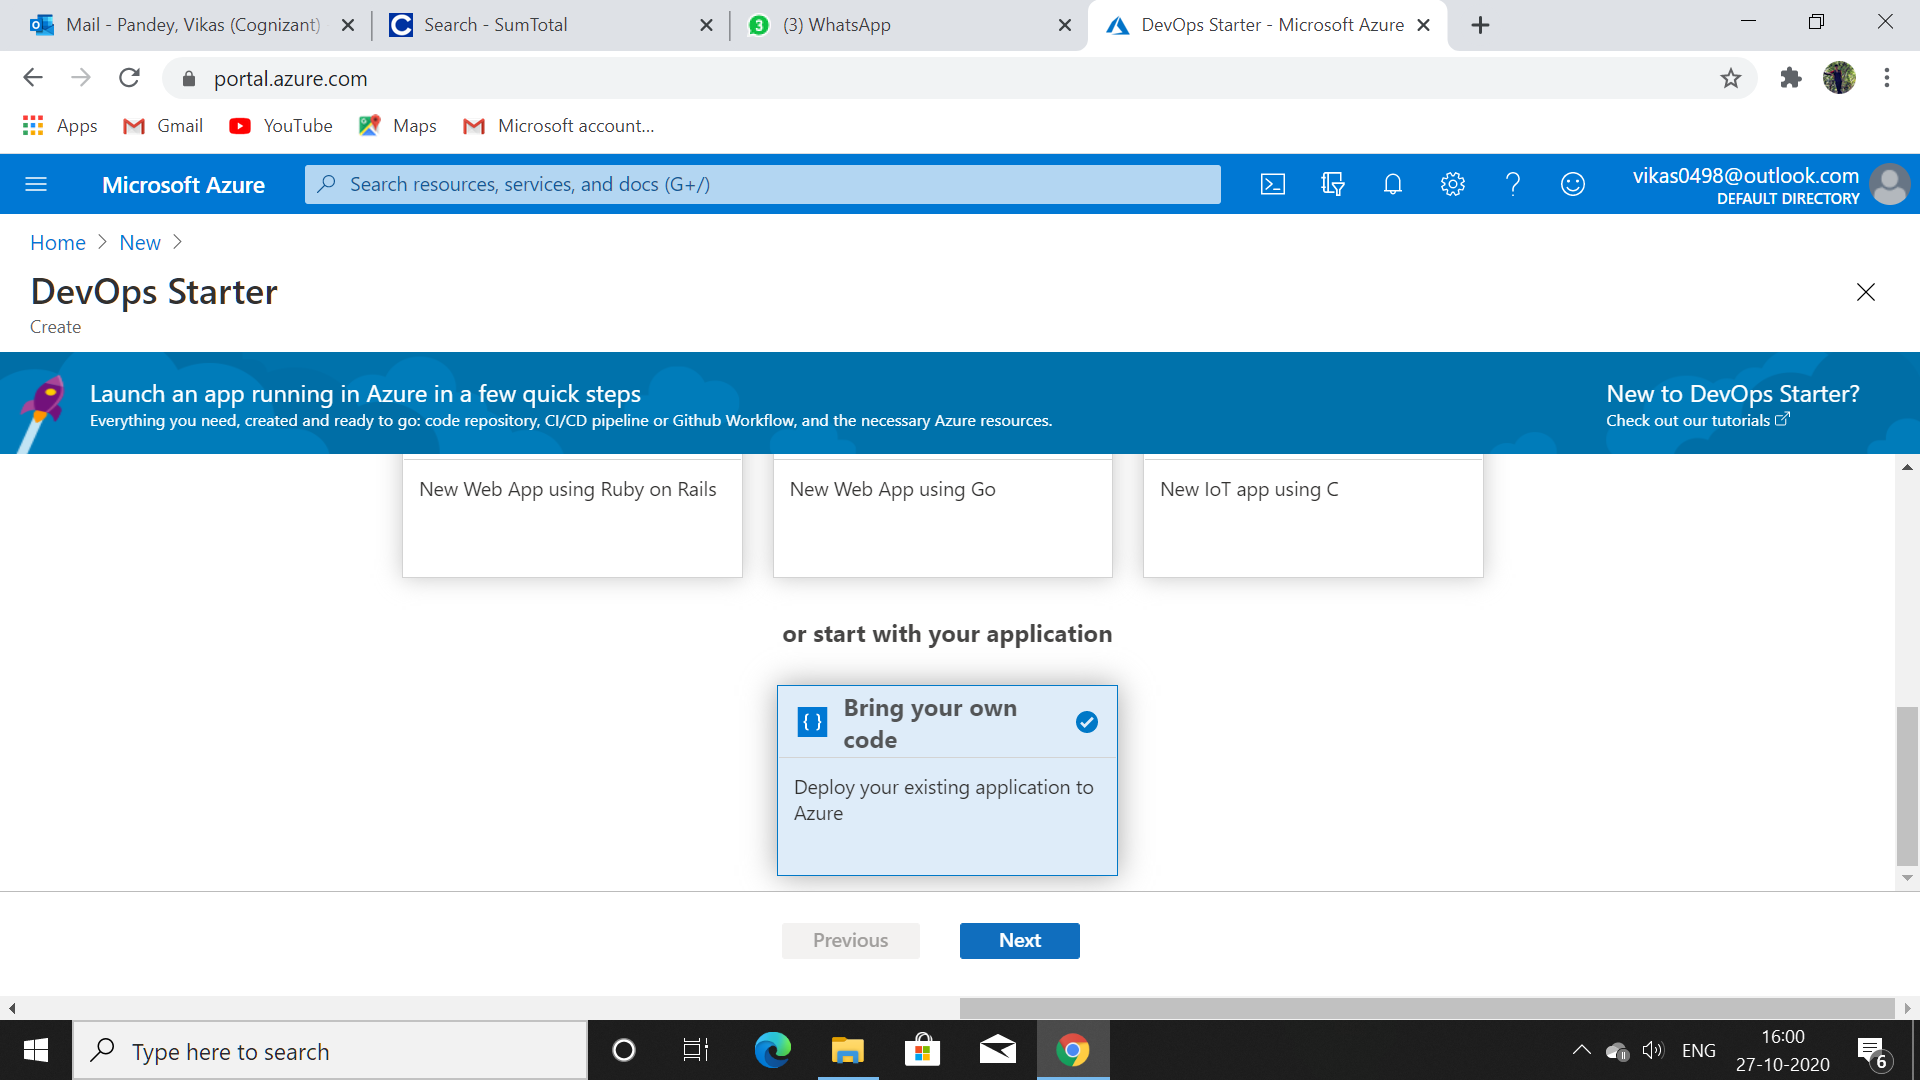 Mail - Pandey, Vikas (Cognizant)
Search - SumTotal
3
(3) WhatsApp
DevOps Starter - Microsoft Azure
portal.azure.com
Apps
Gmail
YouTube
Maps
Microsoft account...
Microsoft Azure
Search resources, services, and docs (G+/)
vikas0498@outlook.com
DEFAULT DIRECTORY
Home
New
DevOps Starter
Create
Launch an app running in Azure in a few quick steps
Everything you need, created and ready to go: code repository, CI/CD pipeline or Github Workflow, and the necessary Azure resources.
New to DevOps Starter?
Check out our tutorials
New Web App using Ruby on Rails
New Web App using Go
New IoT app using C
or start with your application
{ }
Bring your own
code
Deploy your existing application to
Azure
Previous
Next
Type here to search
ENG
16:00
27-10-2020
6